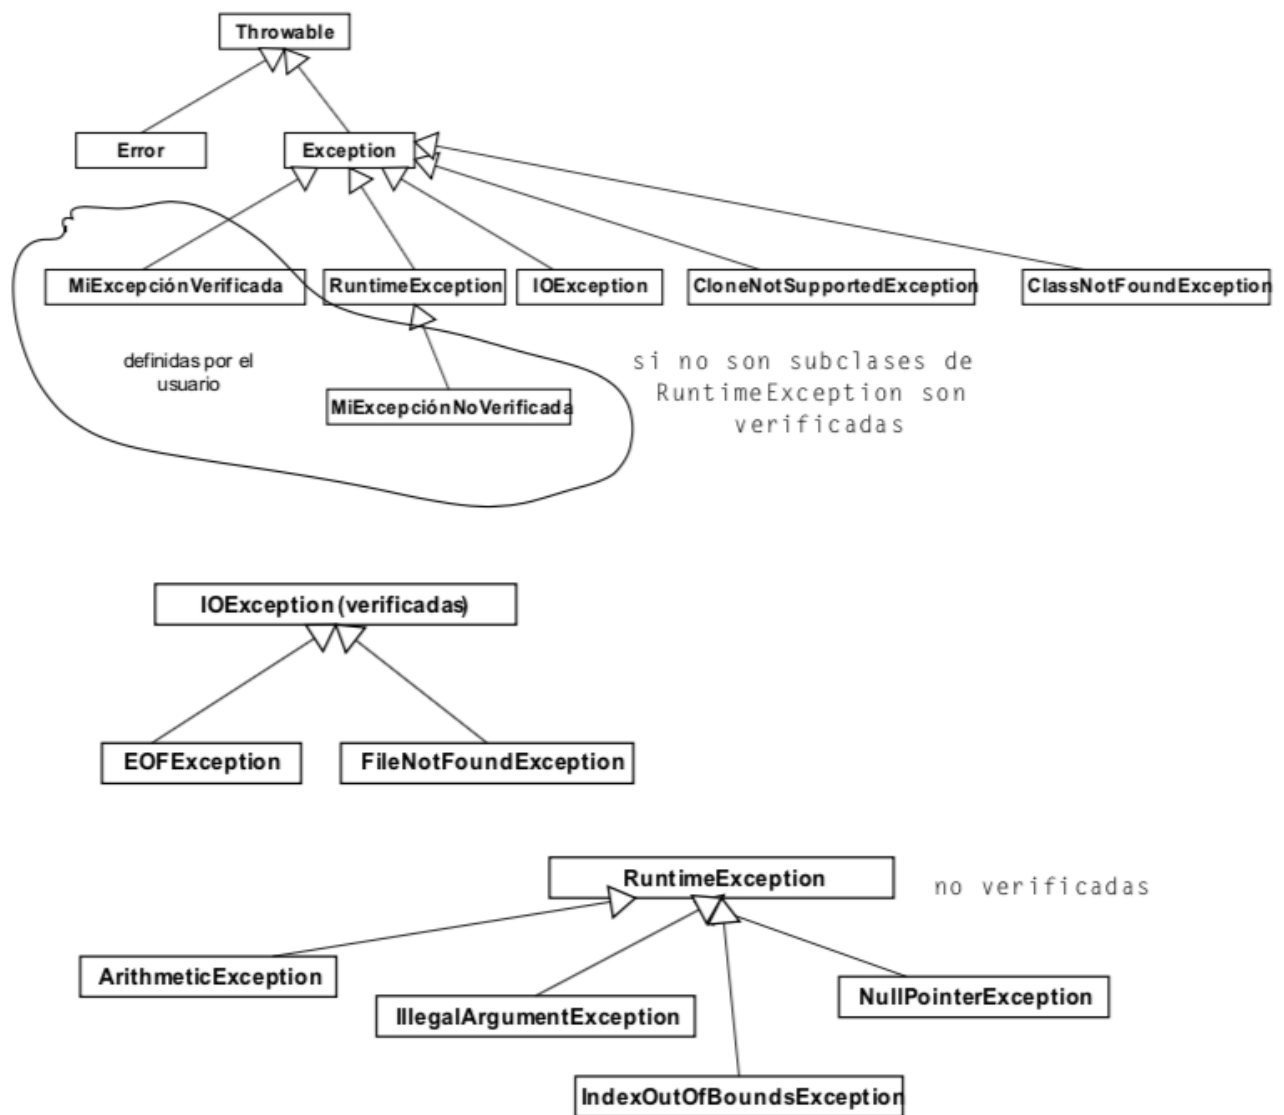 Throwable
Error
Exception
MiExcepciónVerificada
RuntimeException
IOException
CloneNotSupportedException
ClassNotFoundException
definidas por el
usuario
MiExcepciónNoVerificada
si no son subclases de
RuntimeException son
verificadas
IOException (verificadas)
EOFException
FileNotFoundException
RuntimeException
no verificadas
ArithmeticException
IllegalArgumentException
NullPointerException
IndexOutOfBoundsException